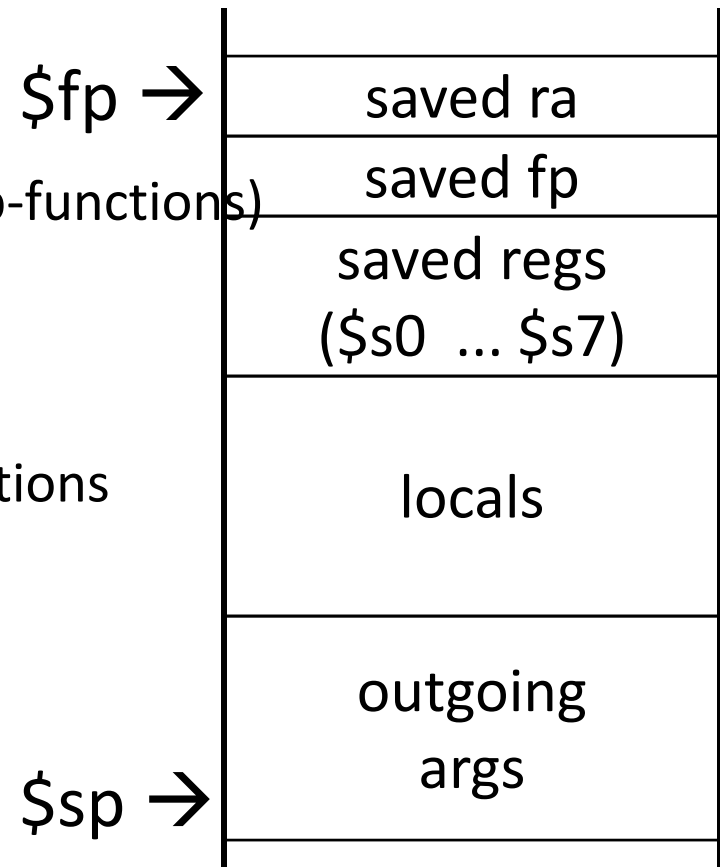 $fp → saved ra
saved fp
-functions)
saved regs
($s0 ... $s7)
tions
locals
outgoing
args
$sp →